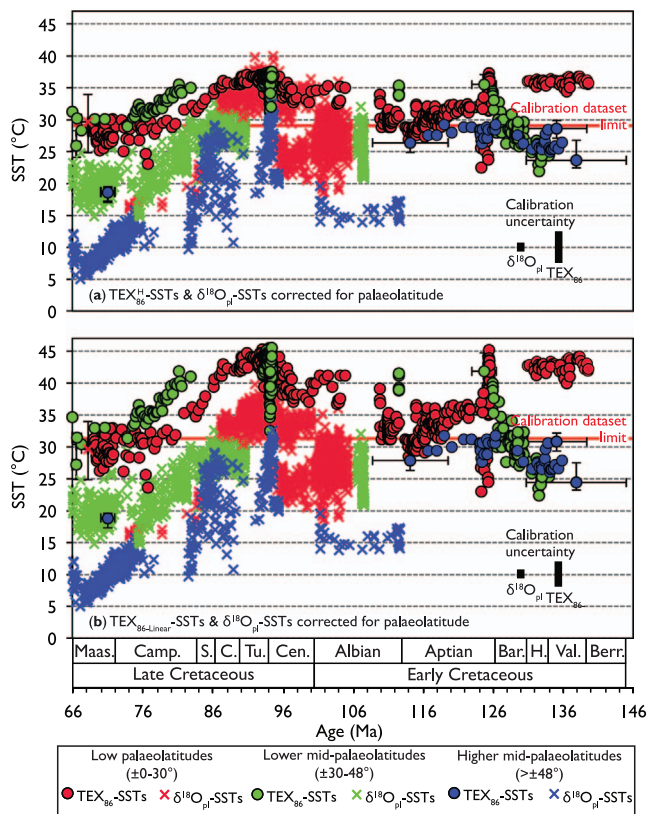 45
40
35
30
25
20
15
10
5
0
SST (°C)
Calibration dataset
limit
Calibration
uncertainty
δ¹⁸Opl TEX86
(a) TEX86^H-SSTs & δ¹⁸Opl-SSTs corrected for palaeolatitude
45
40
35
30
25
20
15
10
5
0
SST (°C)
Calibration dataset
limit
Calibration
uncertainty
δ¹⁸Opl TEX86
(b) TEX86-Linear-SSTs & δ¹⁸Opl-SSTs corrected for palaeolatitude
Maas. Camp. S. C. Tu. Cen. Albian Aptian Bar. H. Val. Berr.
Late Cretaceous Early Cretaceous
66 76 86 96 106 116 126 136 146
Age (Ma)
Low palaeolatitudes Lower mid-palaeolatitudes Higher mid-palaeolatitudes
(±0-30°) (±30-48°) (>±48°)
TEX86-SSTs δ¹⁸Opl-SSTs TEX86-SSTs δ¹⁸Opl-SSTs TEX86-SSTs δ¹⁸Opl-SSTs